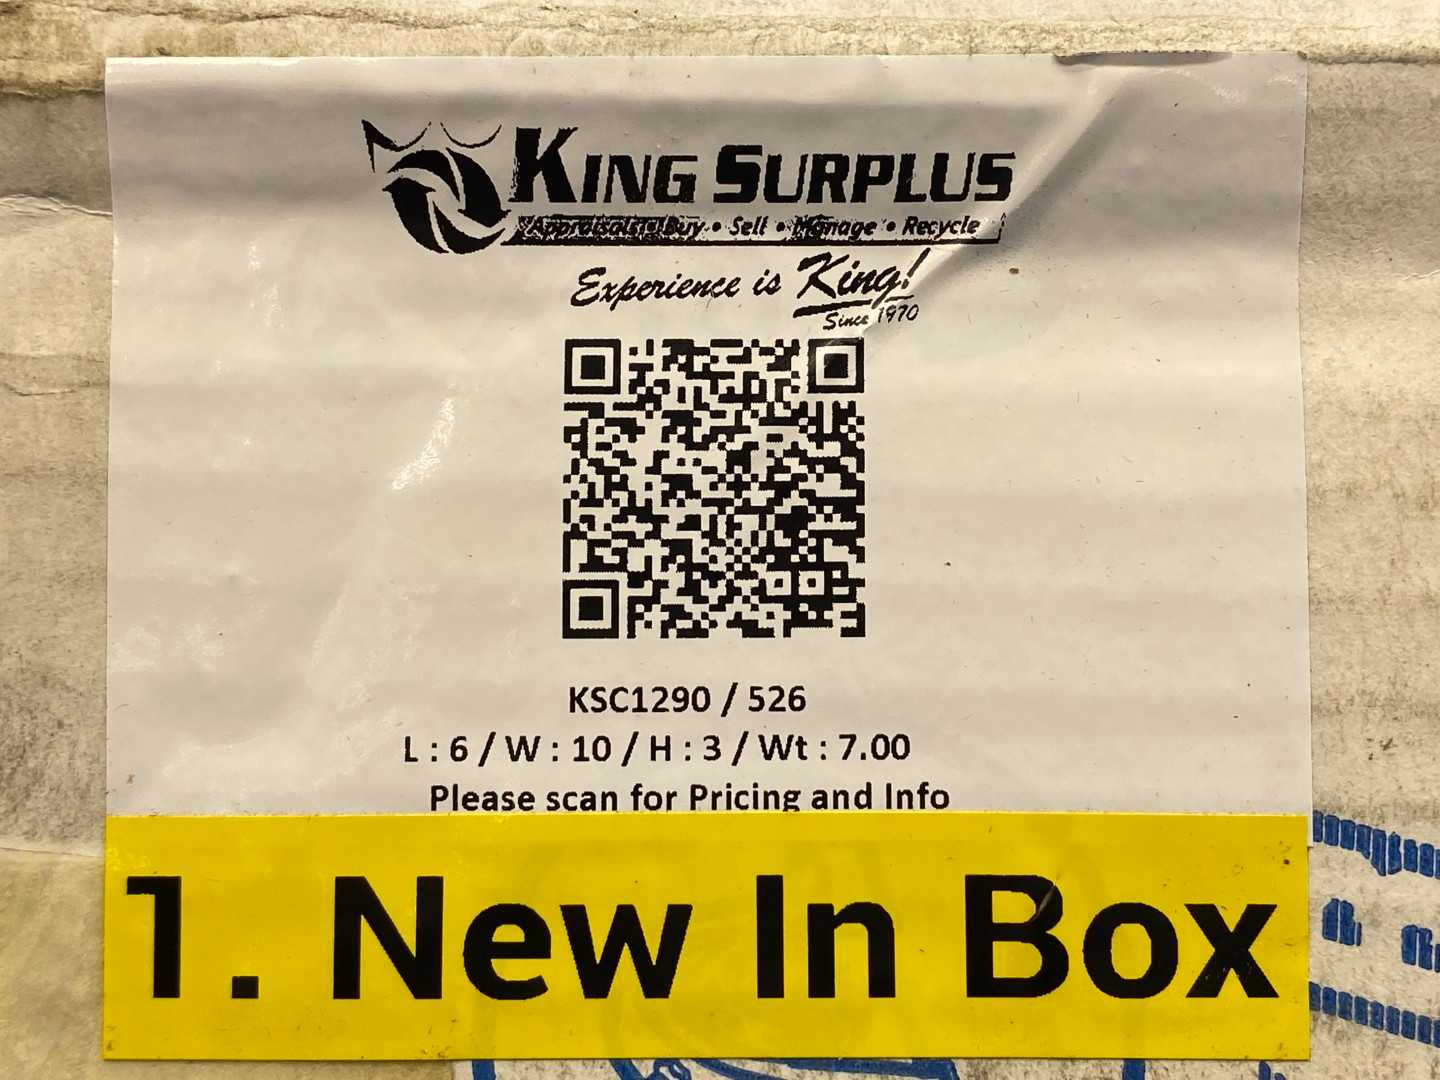 KING SURPLUS
Appraisals • Buy • Sell • Manage • Recycle
Experience is King!
Since 1970
KSC1290 / 526
L : 6 / W : 10 / H : 3 / Wt : 7.00
Please scan for Pricing and Info
1. New In Box